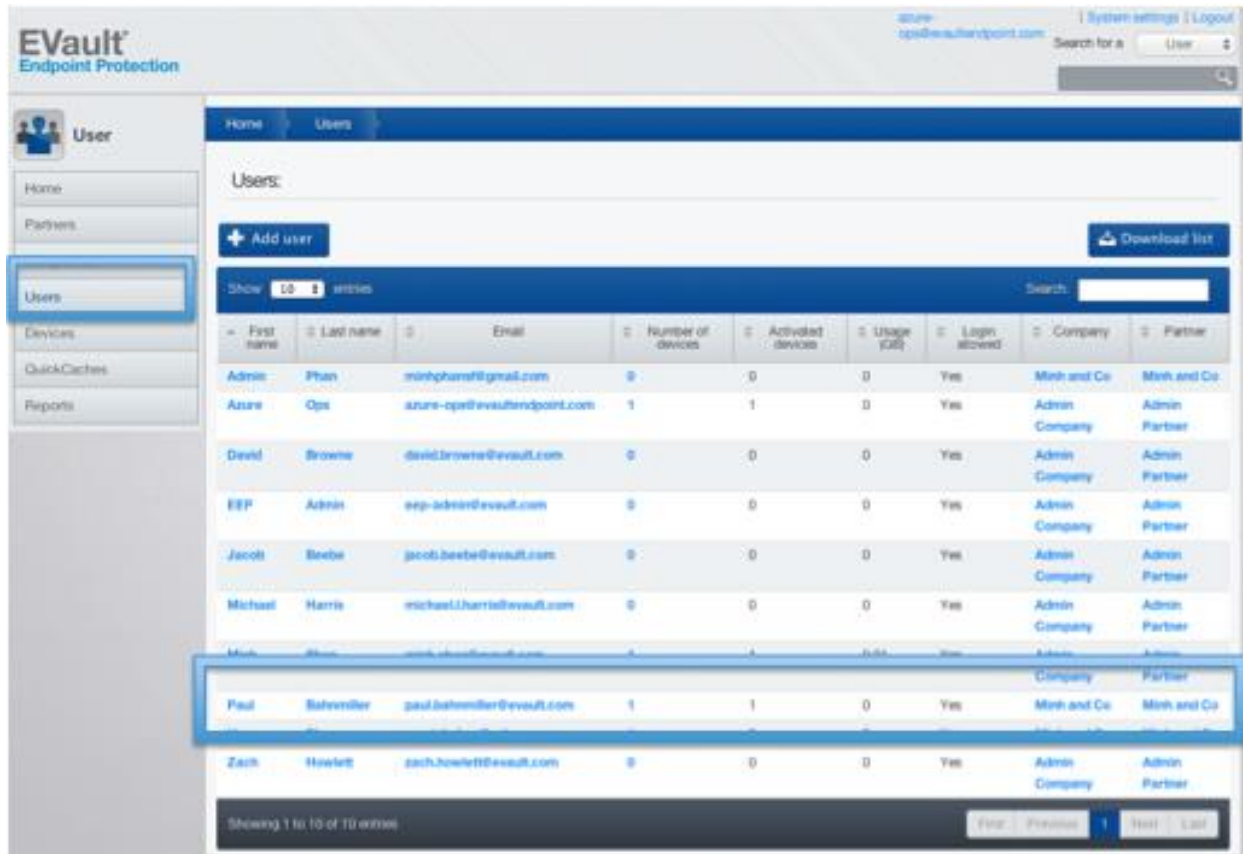 EVault
Endpoint Protection
azure-
ops@evaultendpoint.com
| System settings | Logout
Search for a User
User
Home Users
Home
Partners
Users
Devices
QuickCaches
Reports
Users:
Add user
Download list
Show 10 entries
Search:
First name Last name Email Number of devices Activated devices Usage (GB) Login allowed Company Partner
Admin Phan 0 0 0 Yes Minh and Co Minh and Co
Azure Ops azure-ops@evaultendpoint.com 1 1 0 Yes Admin Company Admin Partner
David Browne david.browne@evault.com 0 0 0 Yes Admin Company Admin Partner
EEP Admin eep-admin@evault.com 0 0 0 Yes Admin Company Admin Partner
Jacob Beebe jacob.beebe@evault.com 0 0 0 Yes Admin Company Admin Partner
Michael Harris michael.l.harris@evault.com 0 0 0 Yes Admin Company Admin Partner
Company Partner
Paul Bahnmiller paul.bahnmiller@evault.com 1 1 0 Yes Minh and Co Minh and Co
Zach Howlett zach.howlett@evault.com 0 0 0 Yes Admin Company Admin Partner
Showing 1 to 10 of 10 entries
First Previous 1 Next Last